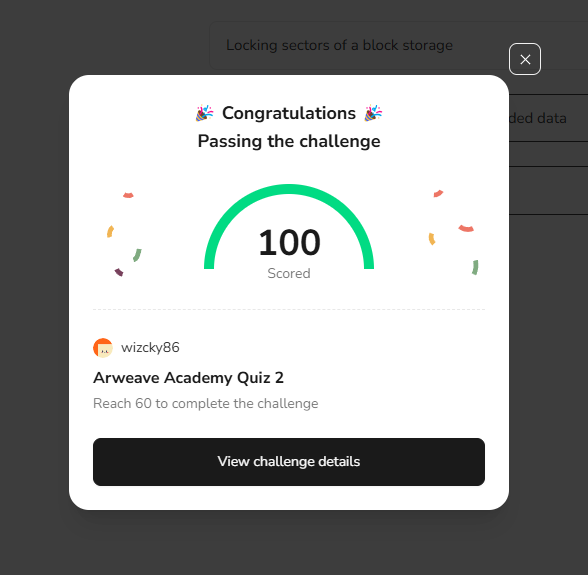 Locking sectors of a block storage
ded data
🎉 Congratulations 🎉
Passing the challenge
100
Scored
wizcky86
Arweave Academy Quiz 2
Reach 60 to complete the challenge
View challenge details